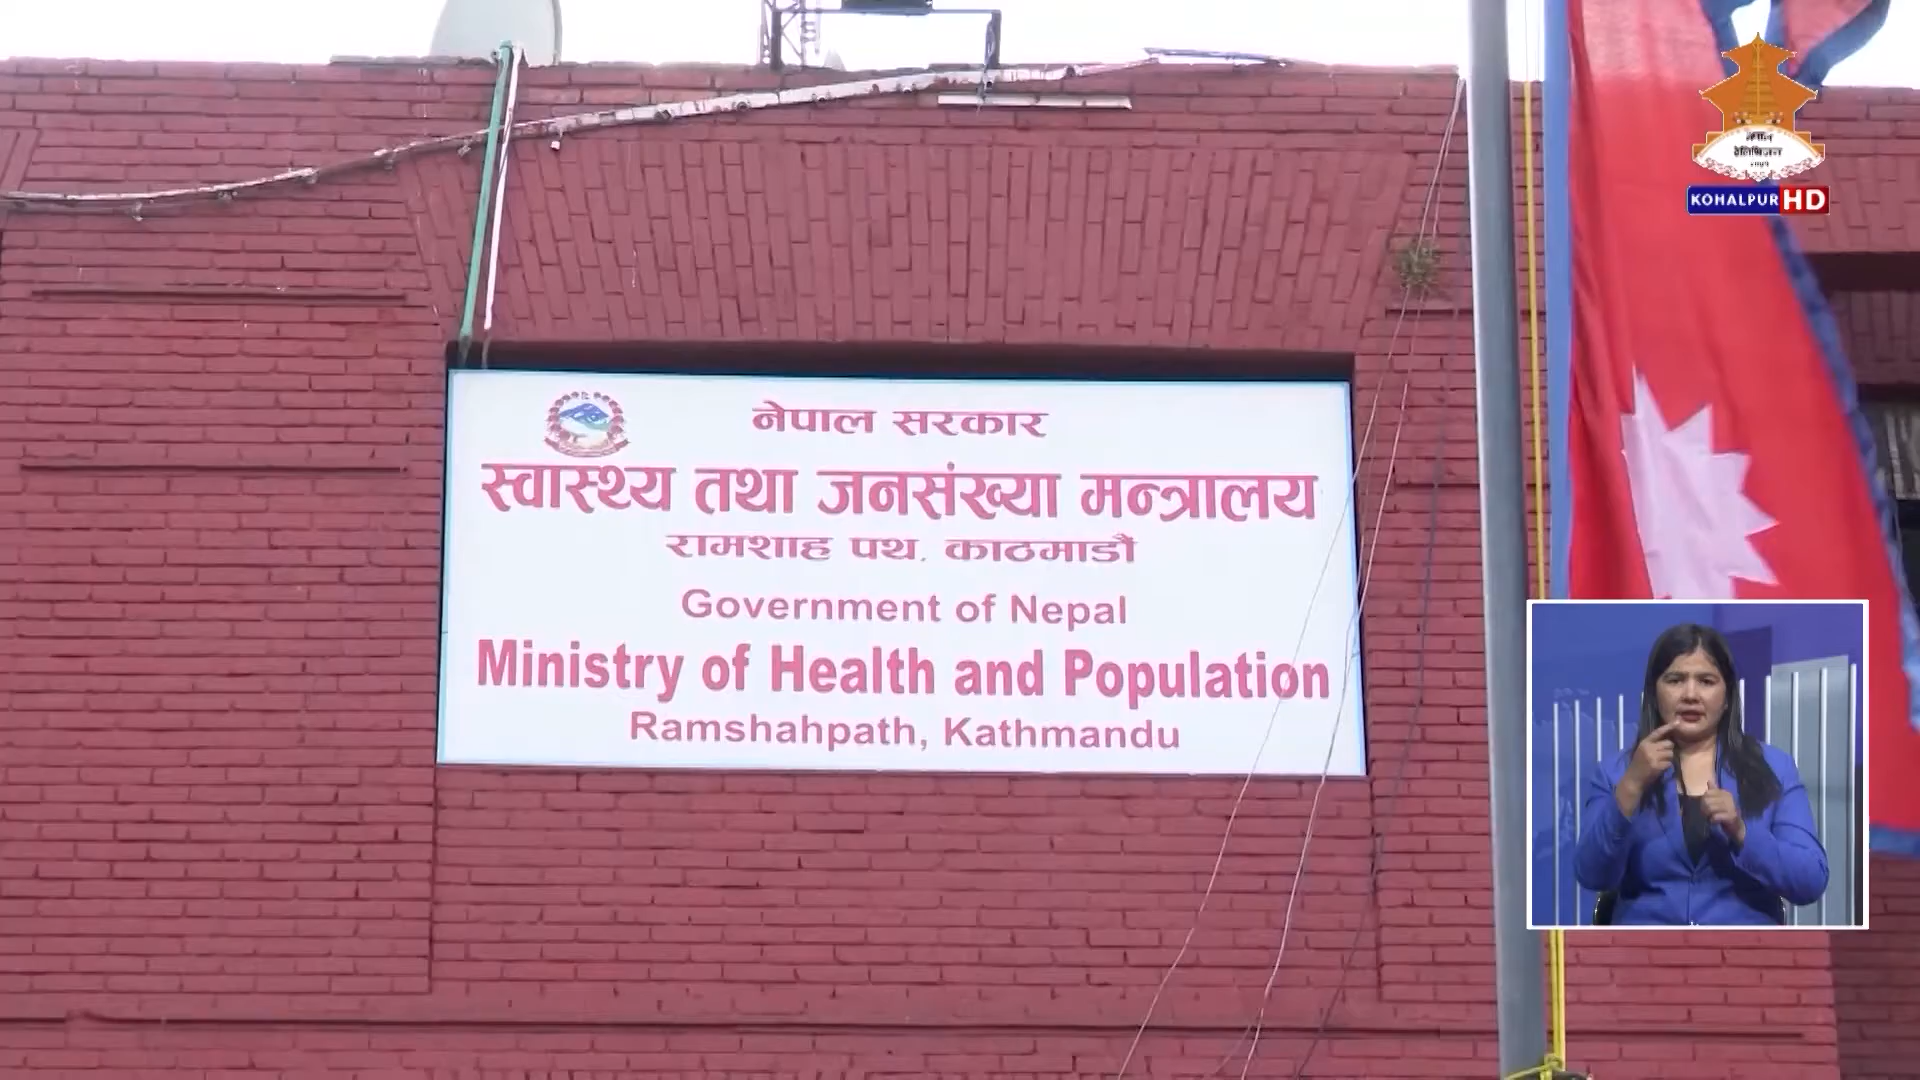 नेपाल सरकार
स्वास्थ्य तथा जनसंख्या मन्त्रालय
रामशाह पथ, काठमाडौं
Government of Nepal
Ministry of Health and Population
Ramshahpath, Kathmandu
नेपाल
टेलिभिजन
KOHALPUR HD